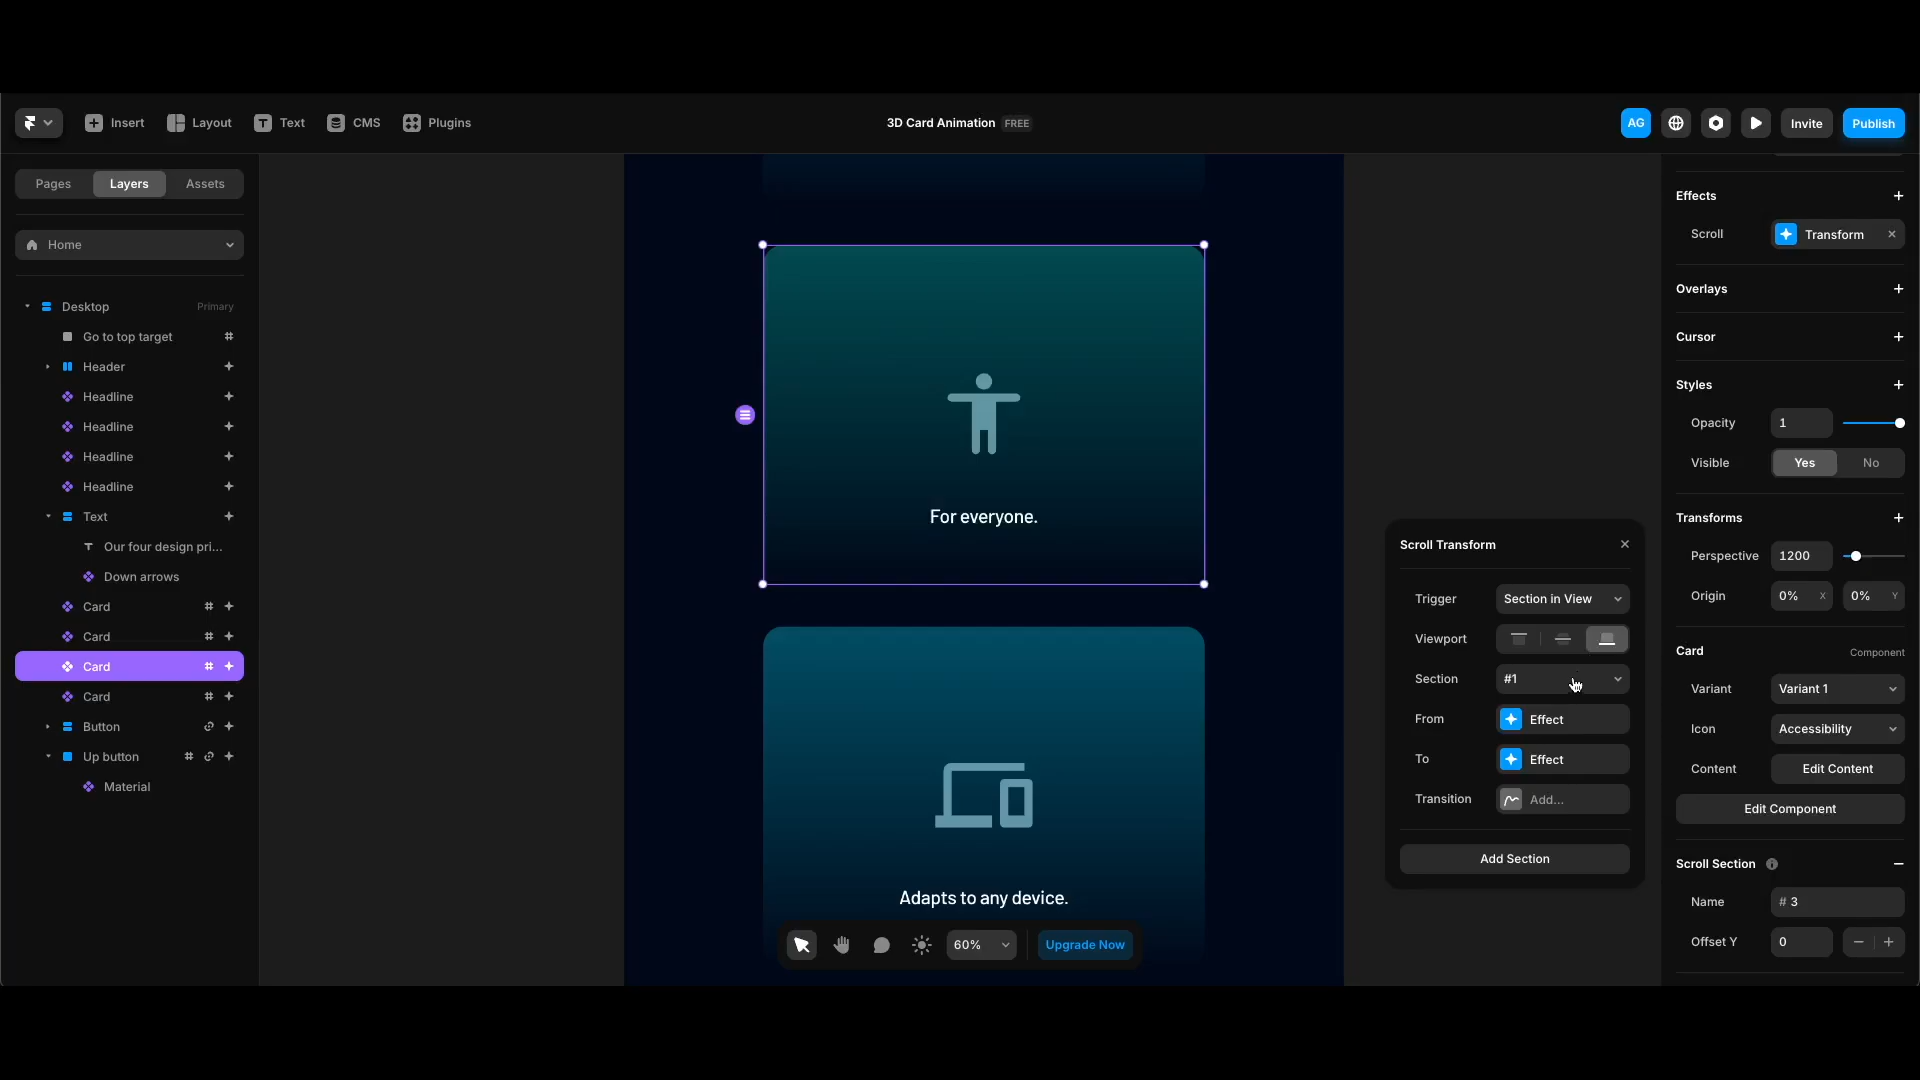 Insert
Layout
Text
CMS
Plugins
3D Card Animation FREE
AG
Invite
Publish
Pages
Layers
Assets
Home
Desktop
Primary
Go to top target
Header
Headline
Headline
Headline
Headline
Text
Our four design pri...
Down arrows
Card
Card
Card
Card
Button
Up button
Material
For everyone.
Adapts to any device.
60%
Upgrade Now
Scroll Transform
Trigger
Section in View
Viewport
Section
#1
From
Effect
To
Effect
Transition
Add...
Add Section
Effects
Scroll
Transform
Overlays
Cursor
Styles
Opacity
1
Visible
Yes
No
Transforms
Perspective
1200
Origin
0% X
0% Y
Card
Component
Variant
Variant 1
Icon
Accessibility
Content
Edit Content
Edit Component
Scroll Section
Name
# 3
Offset Y
0